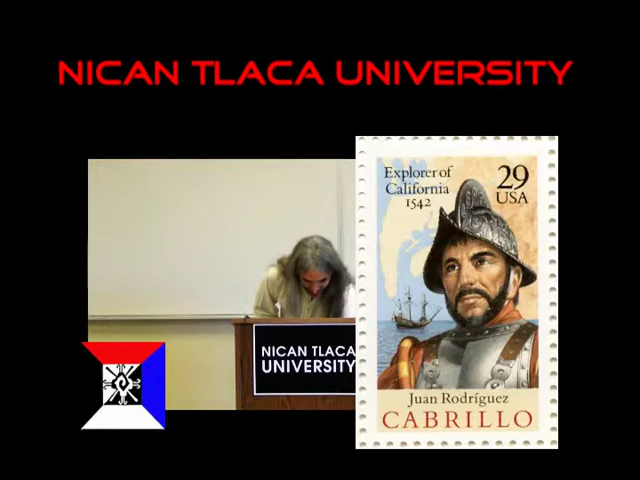 NICAN TLACA UNIVERSITY
Explorer of
California
1542
29
USA
NICAN TLACA
UNIVERSITY
Juan Rodríguez
CABRILLO